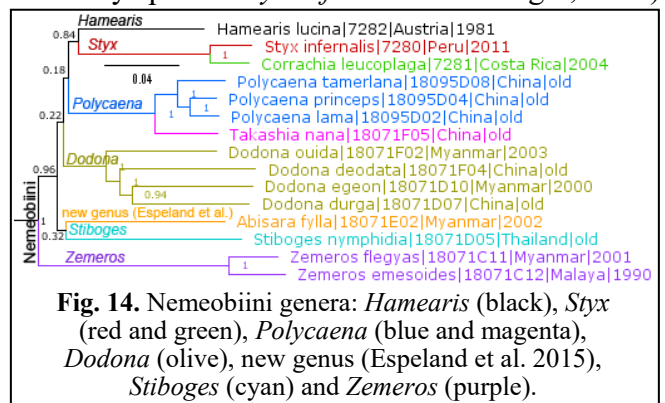 Hamearis
Hamearis lucina|7282|Austria|1981
0.84
Styx
Styx infernalis|7280|Peru|2011
1
Corrachia leucoplaga|7281|Costa Rica|2004
0.18
0.04
Polycaena tamerlana|18095D08|China|old
Polycaena
1
1
Polycaena princeps|18095D04|China|old
1
Polycaena lama|18095D02|China|old
0.22
Takashia nana|18071F05|China|old
Dodona
Dodona ouida|18071F02|Myanmar|2003
0.96
1
Dodona deodata|18071F04|China|old
1
Dodona egeon|18071D10|Myanmar|2000
0.94
Dodona durga|18071D07|China|old
Nemeobiini
new genus (Espeland et al.)
Abisara fylla|18071E02|Myanmar|2002
1
0.32
Stiboges
Stiboges nymphidia|18071D05|Thailand|old
Zemeros
Zemeros flegyas|18071C11|Myanmar|2001
1
Zemeros emesoides|18071C12|Malaya|1990
Fig. 14. Nemeobiini genera: Hamearis (black), Styx
(red and green), Polycaena (blue and magenta),
Dodona (olive), new genus (Espeland et al. 2015),
Stiboges (cyan) and Zemeros (purple).